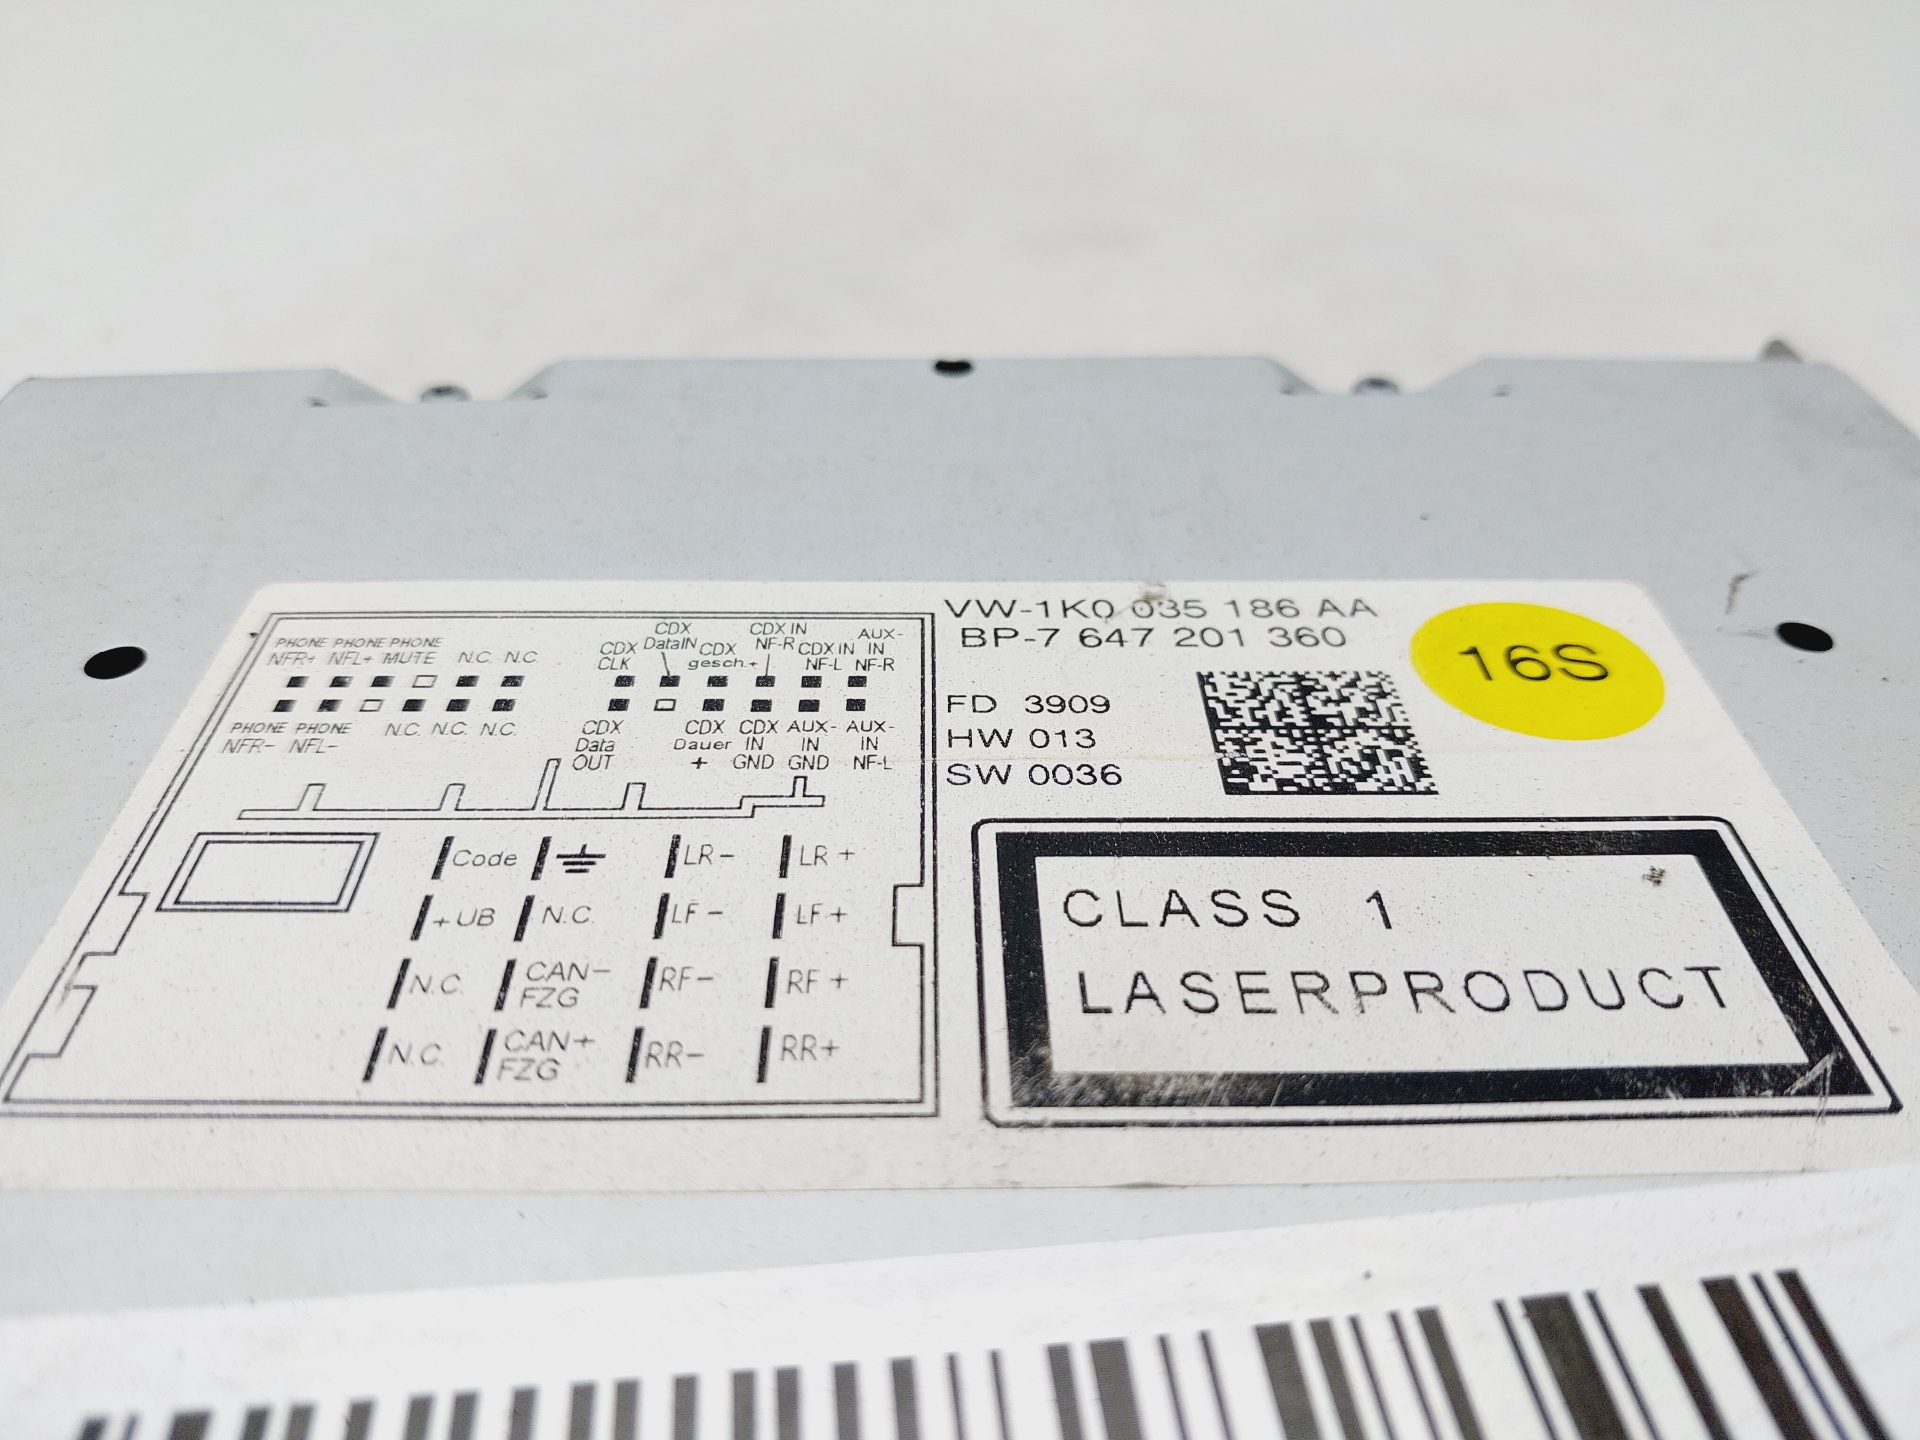 PHONE PHONE PHONE
NFR+ NFL+ MUTE N.C. N.C.
PHONE PHONE N.C. N.C. N.C.
NFR- NFL-
CDX CDX IN AUX-
CDX DataIN CDX NF-R CDX IN IN
CLK gesch.+ NF-L NF-R
CDX CDX CDX AUX- AUX-
Data Dauer IN IN IN
OUT + GND GND NF-L
Code LR- LR+
+UB N.C. LF- LF+
N.C. CAN- RF- RF+
FZG
N.C. CAN+ RR- RR+
FZG
VW-1K0 035 186 AA
BP-7 647 201 360
FD 3909
HW 013
SW 0036
16S
CLASS 1
LASERPRODUCT